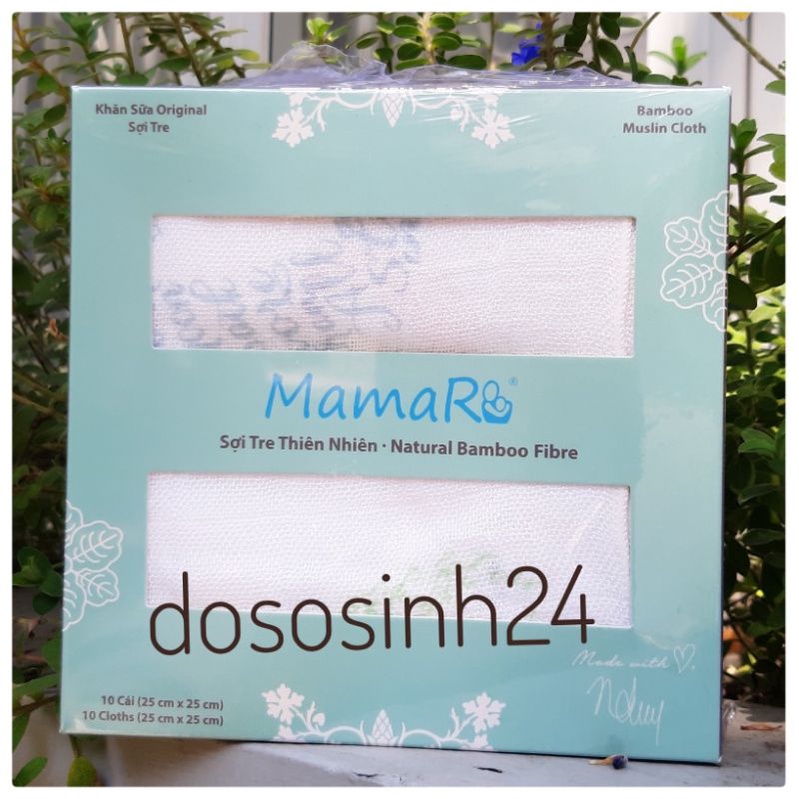 Khăn Sữa Original
Sợi Tre
Bamboo
Muslin Cloth
MamaRo®
Sợi Tre Thiên Nhiên · Natural Bamboo Fibre
dososinh24
Made with ♡.
10 Cái (25 cm x 25 cm)
10 Cloths (25 cm x 25 cm)